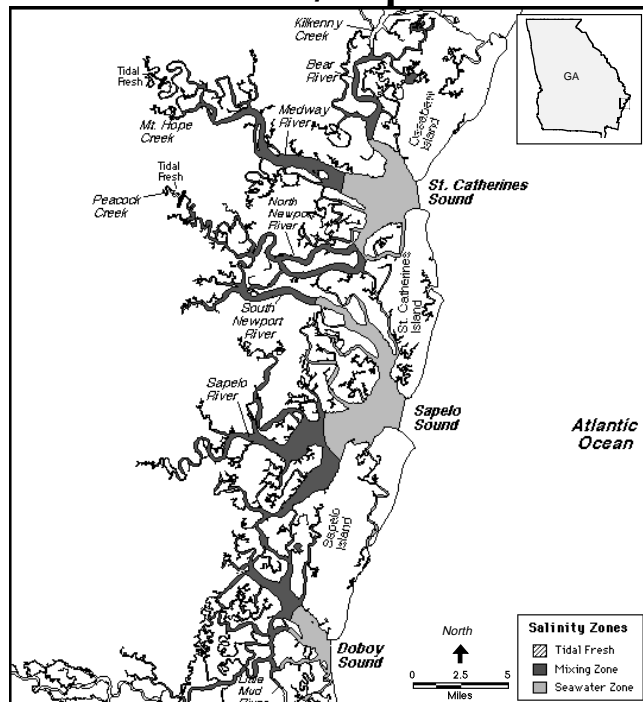 Kilkenny
Creek
GA
Tidal
Fresh
Bear
River
Ossabaw
Island
Mt. Hope
Creek
Medway
River
Tidal
Fresh
St. Catherines
Sound
Peacock
Creek
North
Newport
River
St. Catherines
Island
South
Newport
River
Sapelo
River
Sapelo
Sound
Atlantic
Ocean
Sapelo
Island
Doboy
Sound
Little
Mud
North
0
2.5
5
Miles
Salinity Zones
Tidal Fresh
Mixing Zone
Seawater Zone